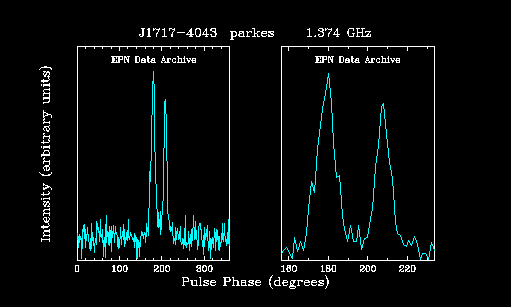 J1717-4043 parkes 1.374 GHz
EPN Data Archive
EPN Data Archive
Intensity (arbitrary units)
0 100 200 300
160 180 200 220
Pulse Phase (degrees)